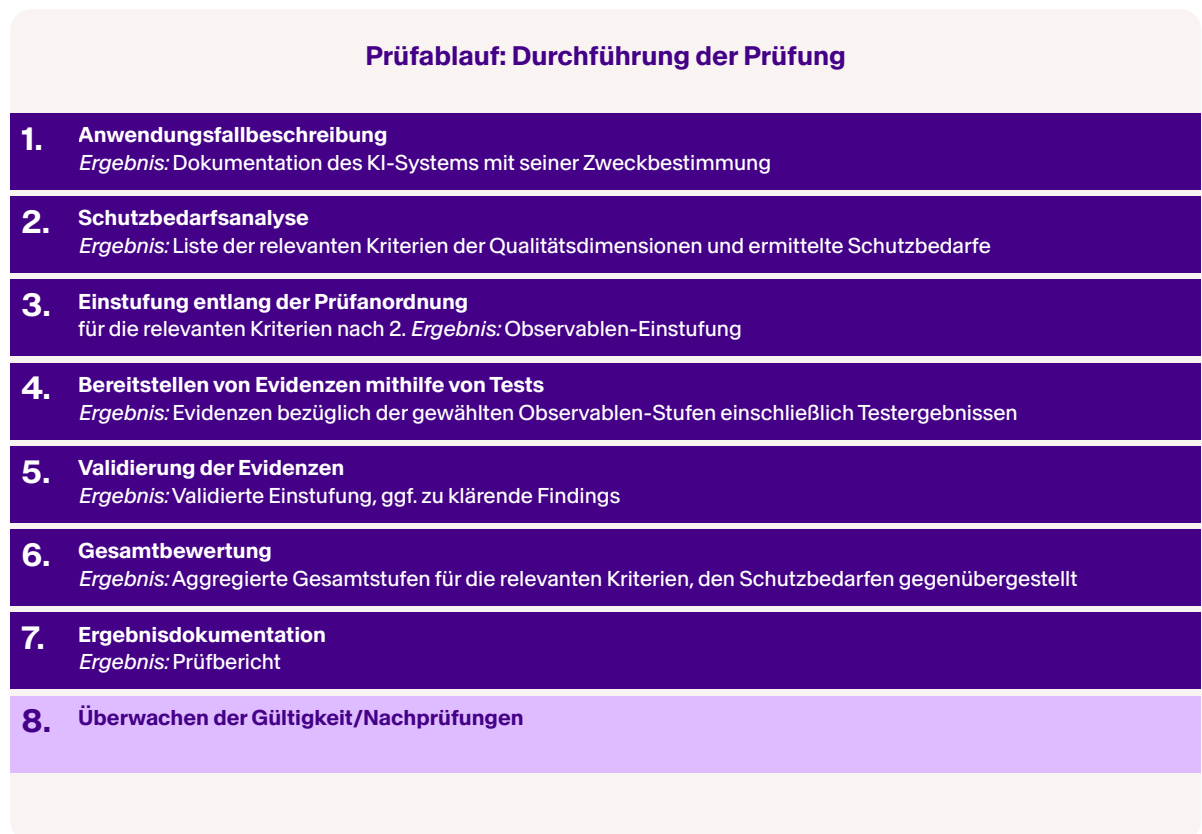 Prüfablauf: Durchführung der Prüfung
1. Anwendungsfallbeschreibung
Ergebnis: Dokumentation des KI-Systems mit seiner Zweckbestimmung
2. Schutzbedarfsanalyse
Ergebnis: Liste der relevanten Kriterien der Qualitätsdimensionen und ermittelte Schutzbedarfe
3. Einstufung entlang der Prüfanordnung
für die relevanten Kriterien nach 2. Ergebnis: Observablen-Einstufung
4. Bereitstellen von Evidenzen mithilfe von Tests
Ergebnis: Evidenzen bezüglich der gewählten Observablen-Stufen einschließlich Testergebnissen
5. Validierung der Evidenzen
Ergebnis: Validierte Einstufung, ggf. zu klärende Findings
6. Gesamtbewertung
Ergebnis: Aggregierte Gesamtstufen für die relevanten Kriterien, den Schutzbedarfen gegenübergestellt
7. Ergebnisdokumentation
Ergebnis: Prüfbericht
8. Überwachen der Gültigkeit/Nachprüfungen